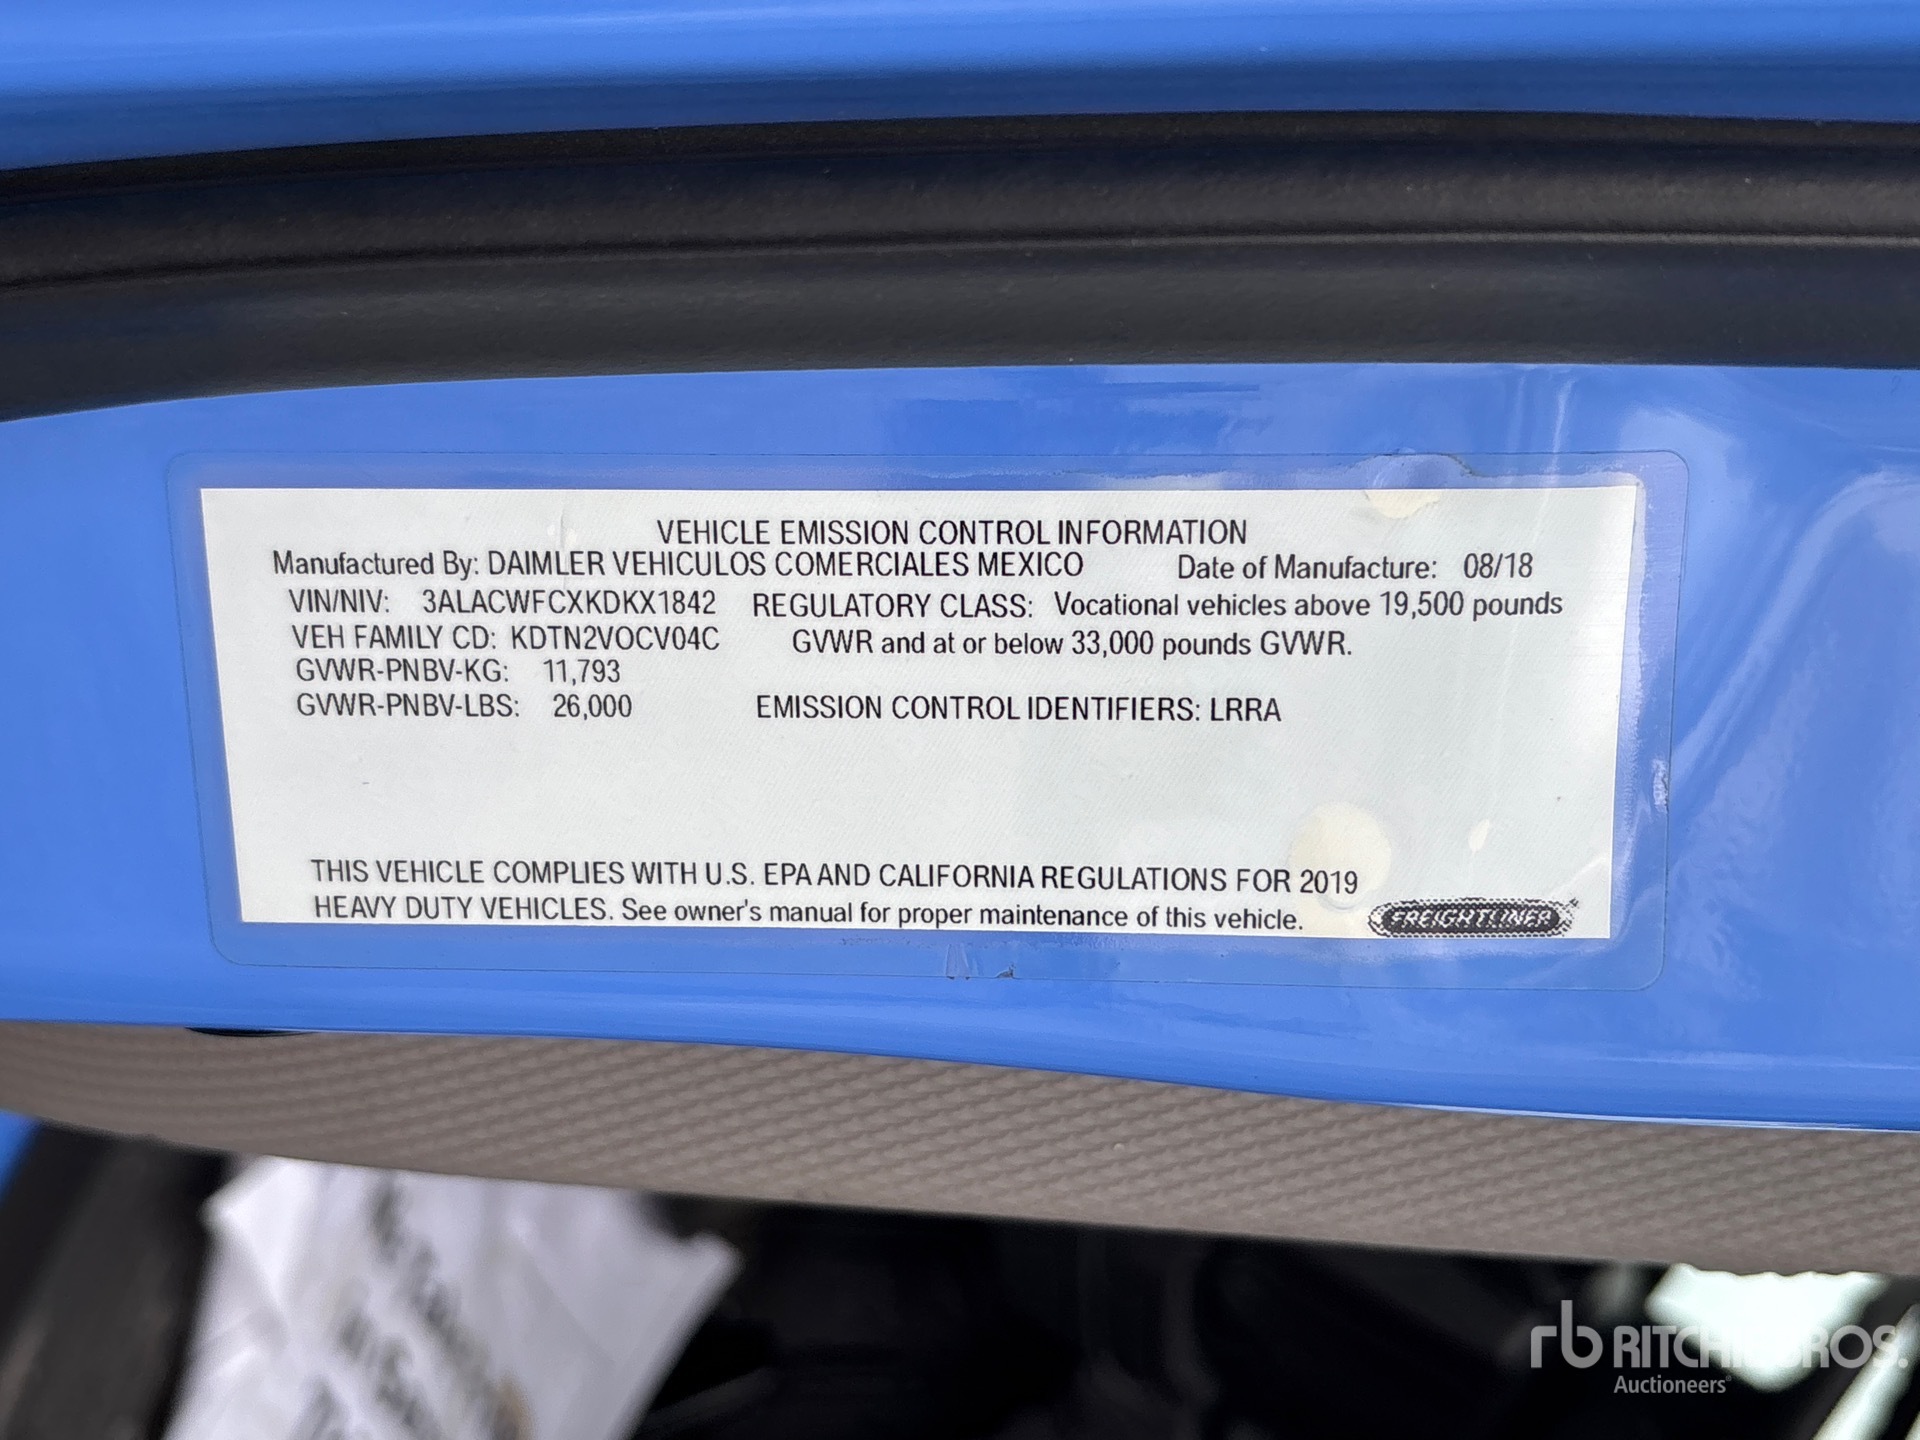 VEHICLE EMISSION CONTROL INFORMATION
Manufactured By: DAIMLER VEHICULOS COMERCIALES MEXICO Date of Manufacture: 08/18
VIN/NIV: 3ALACWFCXKDKX1842 REGULATORY CLASS: Vocational vehicles above 19,500 pounds
VEH FAMILY CD: KDTN2VOCV04C GVWR and at or below 33,000 pounds GVWR.
GVWR-PNBV-KG: 11,793
GVWR-PNBV-LBS: 26,000 EMISSION CONTROL IDENTIFIERS: LRRA
THIS VEHICLE COMPLIES WITH U.S. EPA AND CALIFORNIA REGULATIONS FOR 2019
HEAVY DUTY VEHICLES. See owner's manual for proper maintenance of this vehicle.
FREIGHTLINER
rb RITCHIE BROS.
Auctioneers